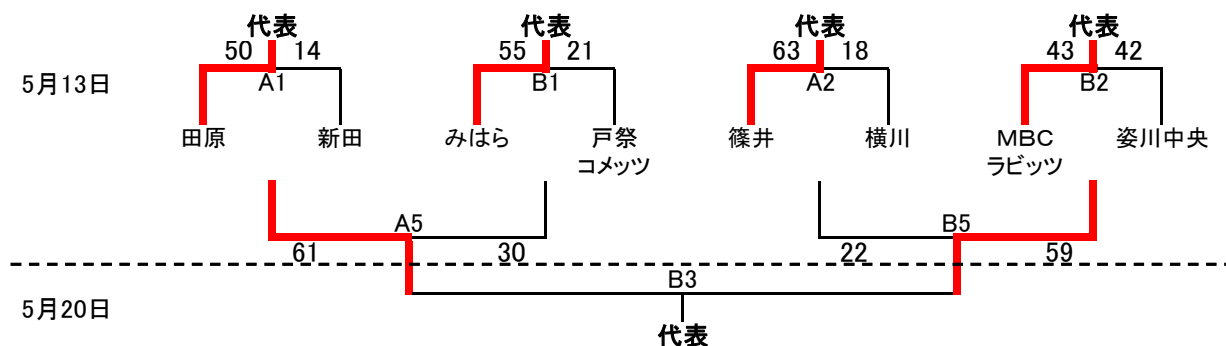 代表 代表 代表 代表
50 14 55 21 63 18 43 42
5月13日 A1 B1 A2 B2
田原 新田 みはら 戸祭 篠井 横川 MBC 姿川中央
コメッツ ラビッツ
A5 B5
61 30 22 59
B3
5月20日
代表